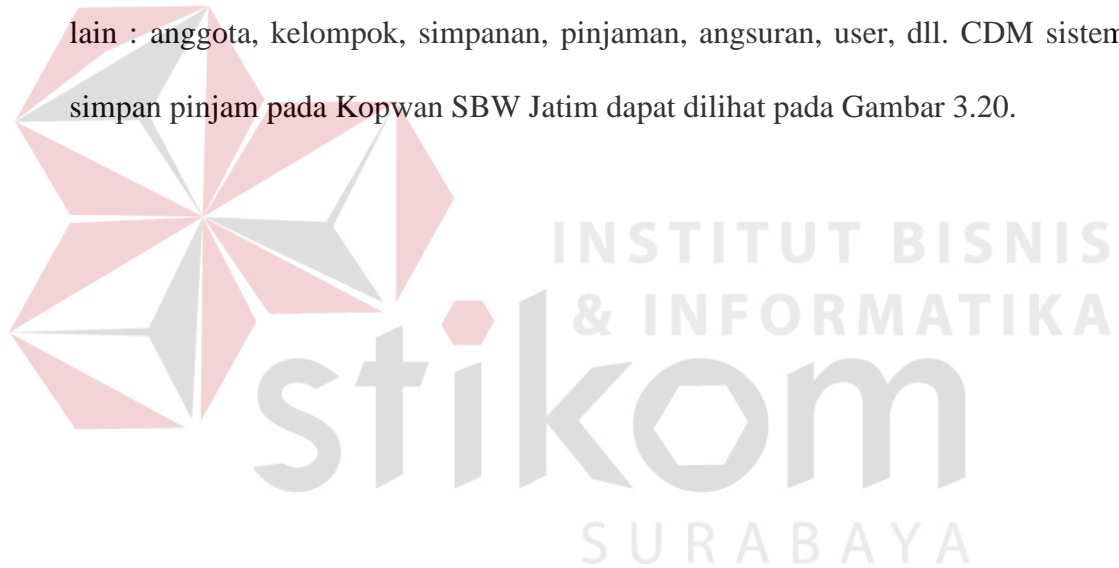 lain : anggota, kelompok, simpanan, pinjaman, angsuran, user, dll. CDM sistem
simpan pinjam pada Kopwan SBW Jatim dapat dilihat pada Gambar 3.20.
INSTITUT BISNIS
& INFORMATIKA
stikom
SURABAYA